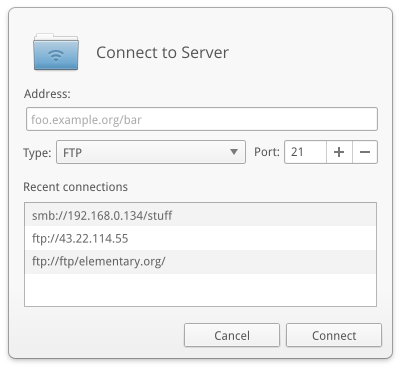 Connect to Server
Address:
foo.example.org/bar
Type: FTP Port: 21 + −
Recent connections
smb://192.168.0.134/stuff
ftp://43.22.114.55
ftp://ftp/elementary.org/
Cancel Connect